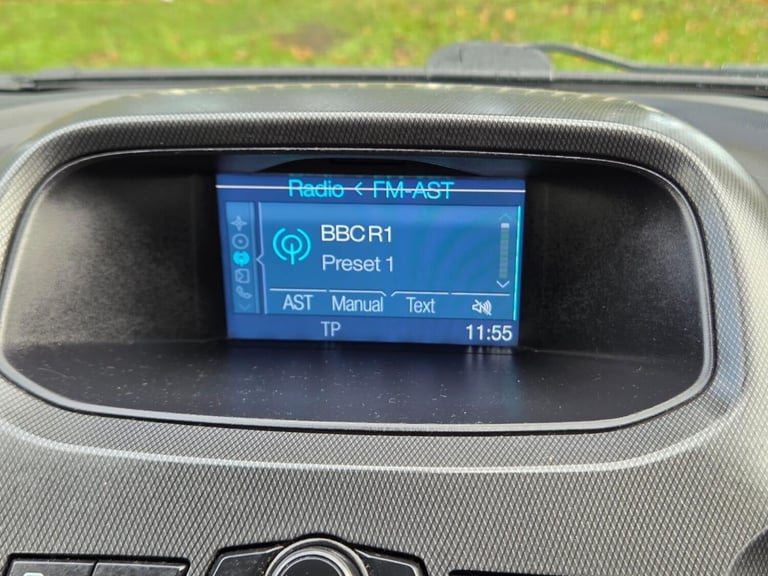 Radio < FM-AST
BBC R1
Preset 1
AST Manual Text
TP 11:55